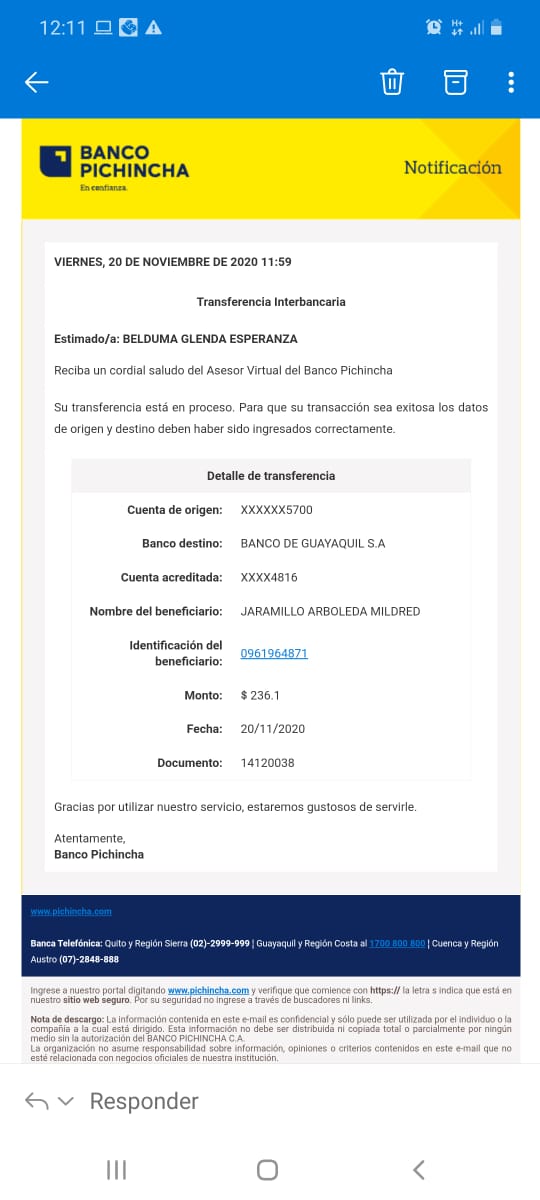 12:11
BANCO
PICHINCHA
En confianza.
Notificación
VIERNES, 20 DE NOVIEMBRE DE 2020 11:59
Transferencia Interbancaria
Estimado/a: BELDUMA GLENDA ESPERANZA
Reciba un cordial saludo del Asesor Virtual del Banco Pichincha
Su transferencia está en proceso. Para que su transacción sea exitosa los datos
de origen y destino deben haber sido ingresados correctamente.
Detalle de transferencia
Cuenta de origen: XXXXXX5700
Banco destino: BANCO DE GUAYAQUIL S.A
Cuenta acreditada: XXXX4816
Nombre del beneficiario: JARAMILLO ARBOLEDA MILDRED
Identificación del
beneficiario: 0961964871
Monto: $ 236.1
Fecha: 20/11/2020
Documento: 14120038
Gracias por utilizar nuestro servicio, estaremos gustosos de servirle.
Atentamente,
Banco Pichincha
www.pichincha.com
Banca Telefónica: Quito y Región Sierra (02)-2999-999 | Guayaquil y Región Costa al 1700 800 800 | Cuenca y Región
Austro (07)-2848-888
Ingrese a nuestro portal digitando www.pichincha.com y verifique que comience con https:// la letra s indica que está en
nuestro sitio web seguro. Por su seguridad no ingrese a través de buscadores ni links.
Nota de descargo: La información contenida en este e-mail es confidencial y sólo puede ser utilizada por el individuo o la
compañía a la cual está dirigido. Esta información no debe ser distribuida ni copiada total o parcialmente por ningún
medio sin la autorización del BANCO PICHINCHA C.A.
La organización no asume responsabilidad sobre información, opiniones o criterios contenidos en este e-mail que no
esté relacionada con negocios oficiales de nuestra institución.
Responder